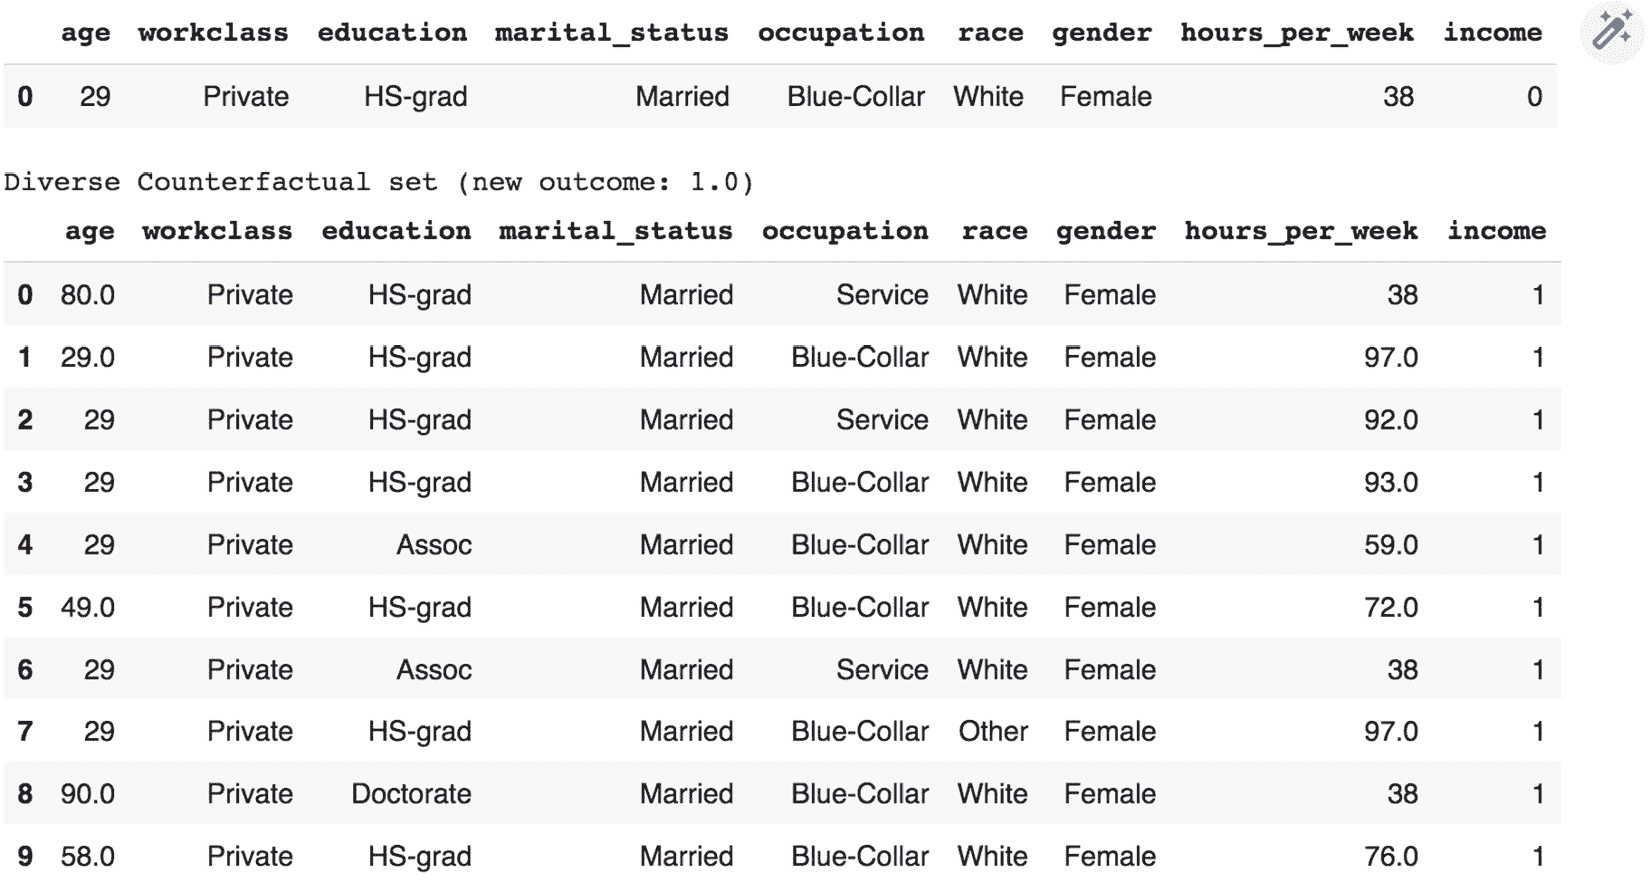 age workclass education marital_status occupation race gender hours_per_week income
0 29 Private HS-grad Married Blue-Collar White Female 38 0
Diverse Counterfactual set (new outcome: 1.0)
age workclass education marital_status occupation race gender hours_per_week income
0 80.0 Private HS-grad Married Service White Female 38 1
1 29.0 Private HS-grad Married Blue-Collar White Female 97.0 1
2 29 Private HS-grad Married Service White Female 92.0 1
3 29 Private HS-grad Married Blue-Collar White Female 93.0 1
4 29 Private Assoc Married Blue-Collar White Female 59.0 1
5 49.0 Private HS-grad Married Blue-Collar White Female 72.0 1
6 29 Private Assoc Married Service White Female 38 1
7 29 Private HS-grad Married Blue-Collar Other Female 97.0 1
8 90.0 Private Doctorate Married Blue-Collar White Female 38 1
9 58.0 Private HS-grad Married Blue-Collar White Female 76.0 1